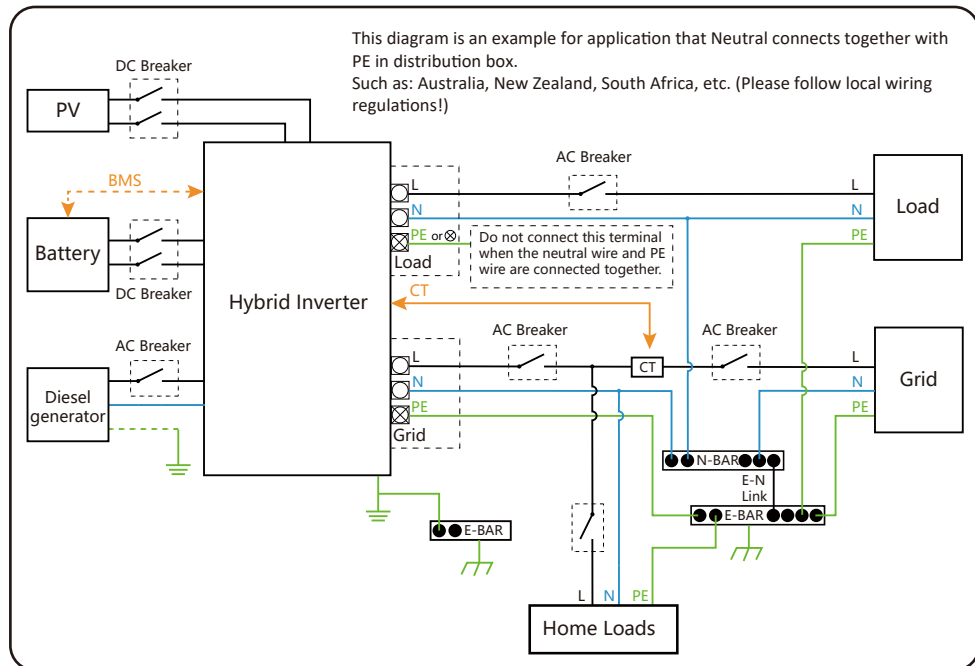 This diagram is an example for application that Neutral connects together with
PE in distribution box.
Such as: Australia, New Zealand, South Africa, etc. (Please follow local wiring
regulations!)
DC Breaker
PV
BMS
Battery
DC Breaker
AC Breaker
Diesel
generator
Hybrid Inverter
L
N
PE or
Load
Do not connect this terminal
when the neutral wire and PE
wire are connected together.
AC Breaker
L
N
PE
Load
CT
AC Breaker
CT
AC Breaker
L
N
PE
Grid
L
N
PE
Grid
N-BAR
E-N
Link
E-BAR
E-BAR
L
N
PE
Home Loads